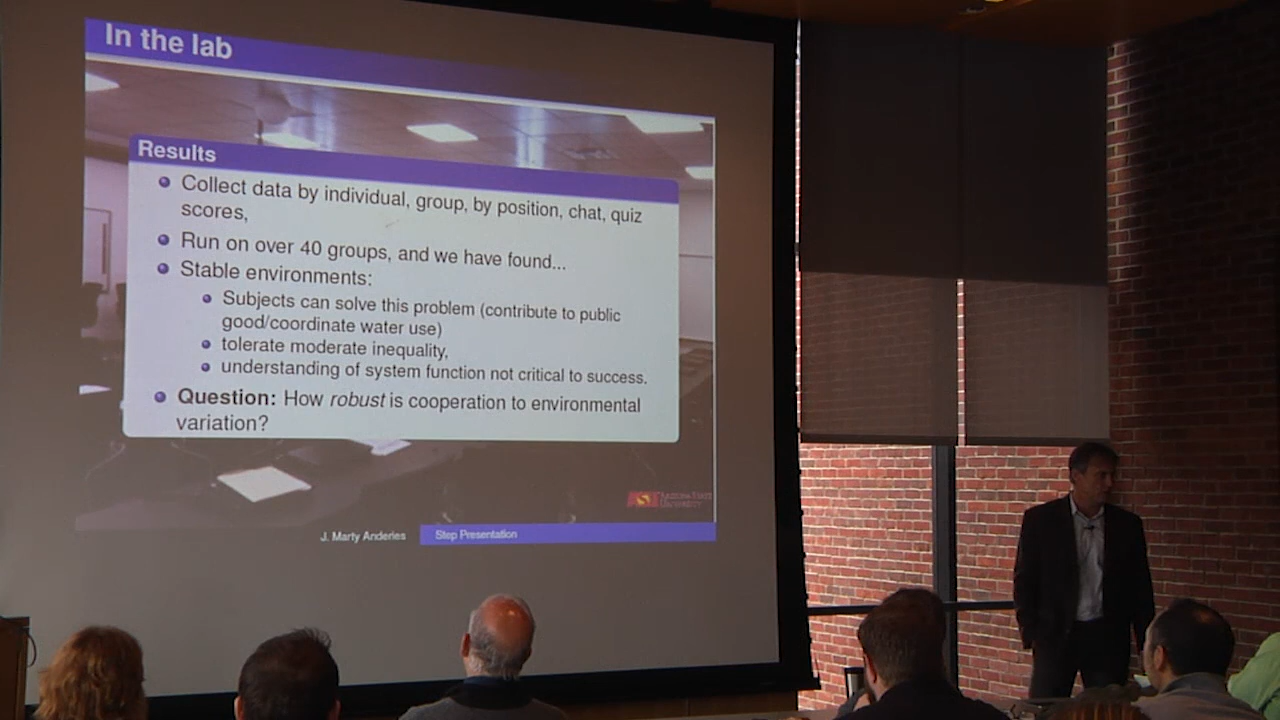 In the lab
Results
Collect data by individual, group, by position, chat, quiz
scores,
Run on over 40 groups, and we have found...
Stable environments:
Subjects can solve this problem (contribute to public
good/coordinate water use)
tolerate moderate inequality,
understanding of system function not critical to success.
Question: How robust is cooperation to environmental
variation?
ARIZONA STATE
UNIVERSITY
J. Marty Anderies
Step Presentation